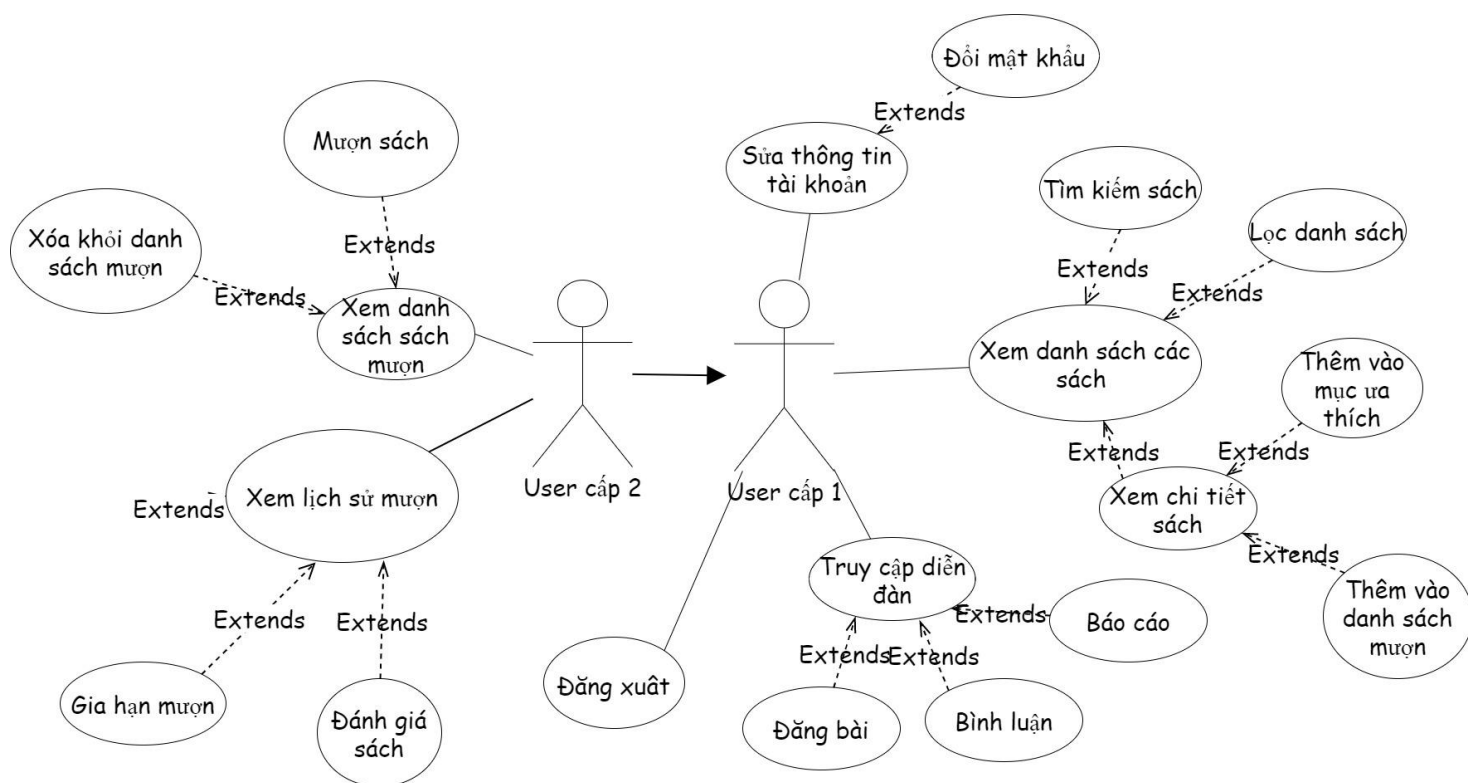 Đổi mật khẩu
Extends
Mượn sách
Sửa thông tin
tài khoản
Tìm kiếm sách
Lọc danh sách
Xóa khỏi danh
sách mượn
Extends
Extends
Extends
Extends
Xem danh
sách sách
mượn
Xem danh sách các
sách
Thêm vào
mục ưa
thích
Extends
Extends
User cấp 2
User cấp 1
Xem lịch sử mượn
Extends
Xem chi tiết
sách
Extends
Truy cập diễn
đàn
Thêm vào
danh sách
mượn
Extends
Báo cáo
Extends
Extends
Extends
Extends
Đăng xuât
Gia hạn mượn
Đánh giá
sách
Đăng bài
Bình luận